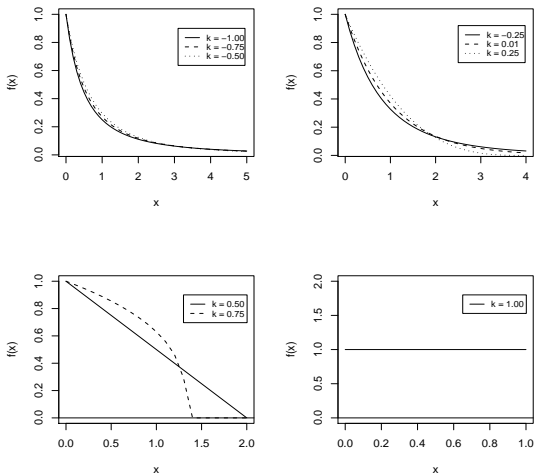 f(x)
1.0
0.8
0.6
0.4
0.2
0.0
k = −1.00
k = −0.75
k = −0.50
0 1 2 3 4 5
x
f(x)
1.0
0.8
0.6
0.4
0.2
0.0
k = −0.25
k = 0.01
k = 0.25
0 1 2 3 4
x
f(x)
1.0
0.8
0.6
0.4
0.2
0.0
k = 0.50
k = 0.75
0.0 0.5 1.0 1.5 2.0
x
f(x)
2.0
1.5
1.0
0.5
0.0
k = 1.00
0.0 0.2 0.4 0.6 0.8 1.0
x